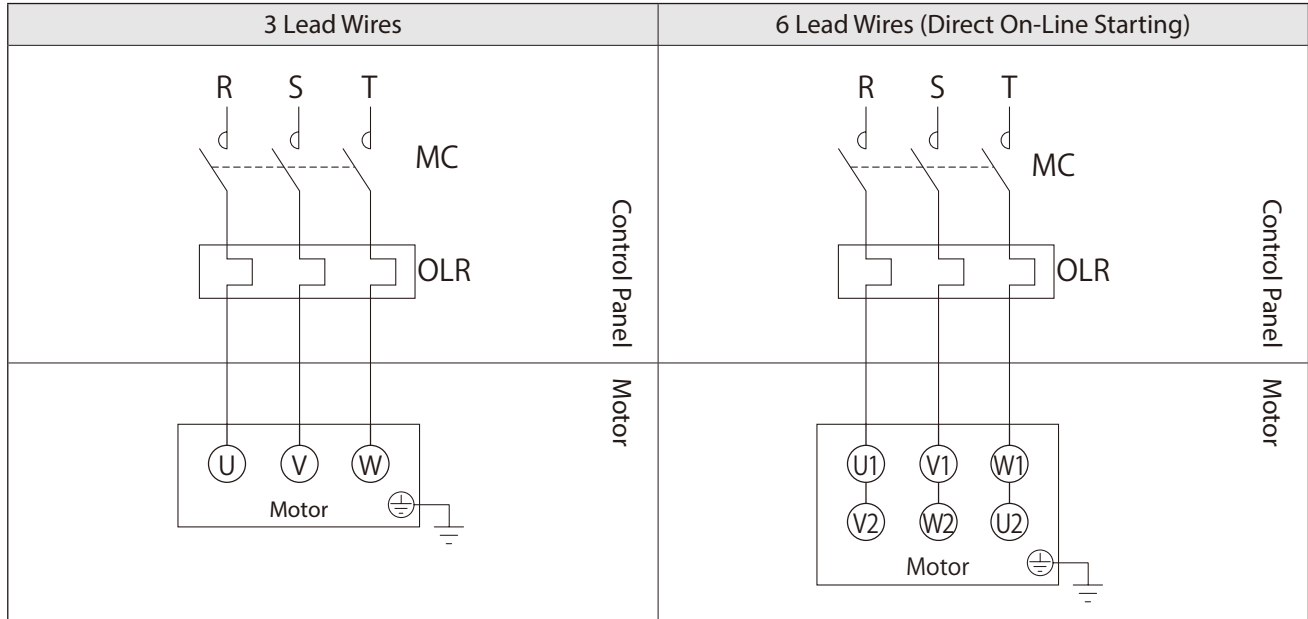 3 Lead Wires
R S T
MC
OLR
Control Panel
Motor
U V W
Motor
6 Lead Wires (Direct On-Line Starting)
R S T
MC
OLR
Control Panel
Motor
U1 V1 W1
V2 W2 U2
Motor